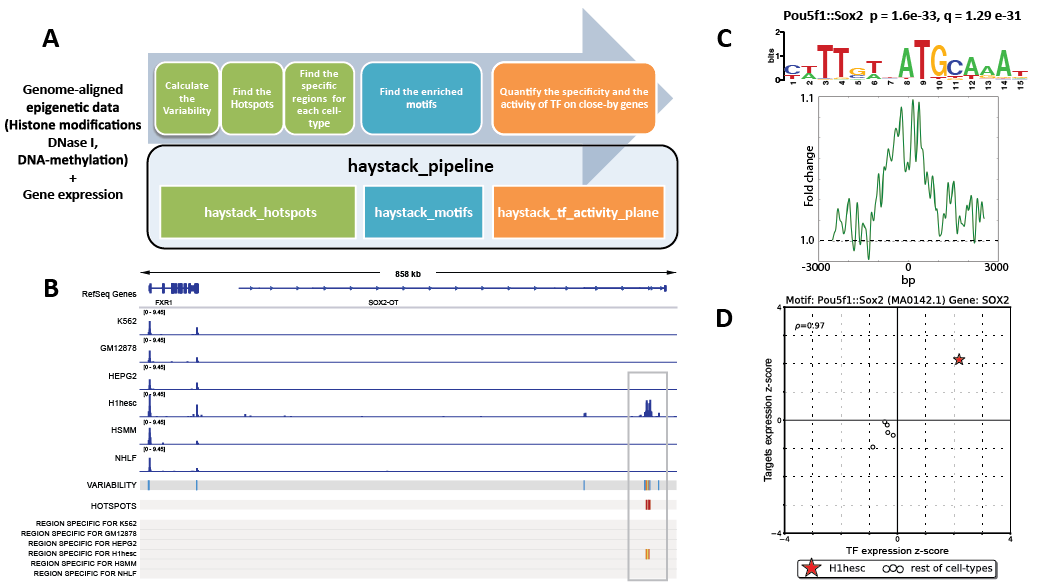 A
Genome-aligned
epigenetic data
(Histone modifications
DNase I,
DNA-methylation)
+
Gene expression
Calculate
the
Variability
Find the
Hotspots
Find the
specific
regions for
each cell-
type
Find the enriched
motifs
Quantify the specificity and the
activity of TF on close-by genes
haystack_pipeline
haystack_hotspots
haystack_motifs
haystack_tf_activity_plane
B
858 kb
RefSeq Genes
FXR1
SOX2-OT
K562
[0 - 9.45]
GM12878
[0 - 9.45]
HEPG2
[0 - 9.45]
H1hesc
[0 - 9.45]
HSMM
[0 - 9.45]
NHLF
[0 - 9.45]
VARIABILITY
HOTSPOTS
REGION SPECIFIC FOR K562
REGION SPECIFIC FOR GM12878
REGION SPECIFIC FOR HEPG2
REGION SPECIFIC FOR H1hesc
REGION SPECIFIC FOR HSMM
REGION SPECIFIC FOR NHLF
C
Pou5f1::Sox2 p = 1.6e-33, q = 1.29 e-31
bits
2
1
0
CTTTGTATGCAAAT
1 2 3 4 5 6 7 8 9 10 11 12 13 14 15
Fold change
1.1
1.0
-3000 0 3000
bp
D
Motif: Pou5f1::Sox2 (MA0142.1) Gene: SOX2
ρ=0.97
Targets expression z-score
4
2
0
−2
−4
−4 −2 0 2 4
TF expression z-score
H1hesc
rest of cell-types